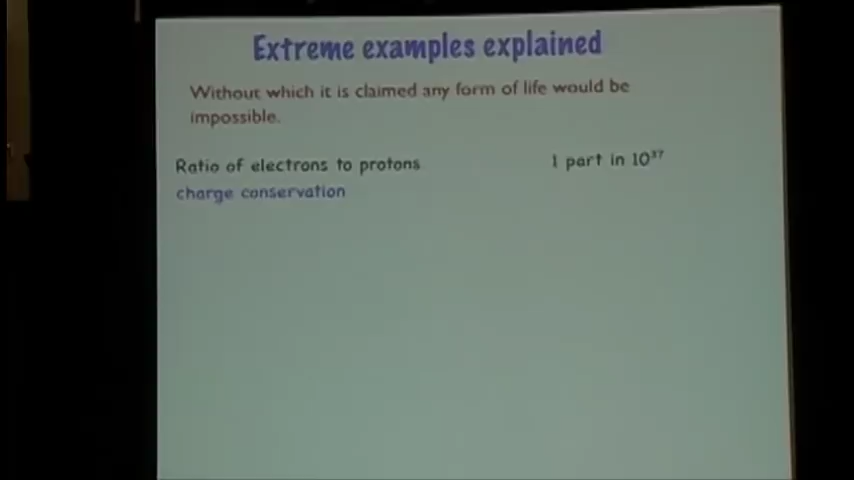 Extreme examples explained
Without which it is claimed any form of life would be
impossible.
Ratio of electrons to protons 1 part in 10³⁷
charge conservation